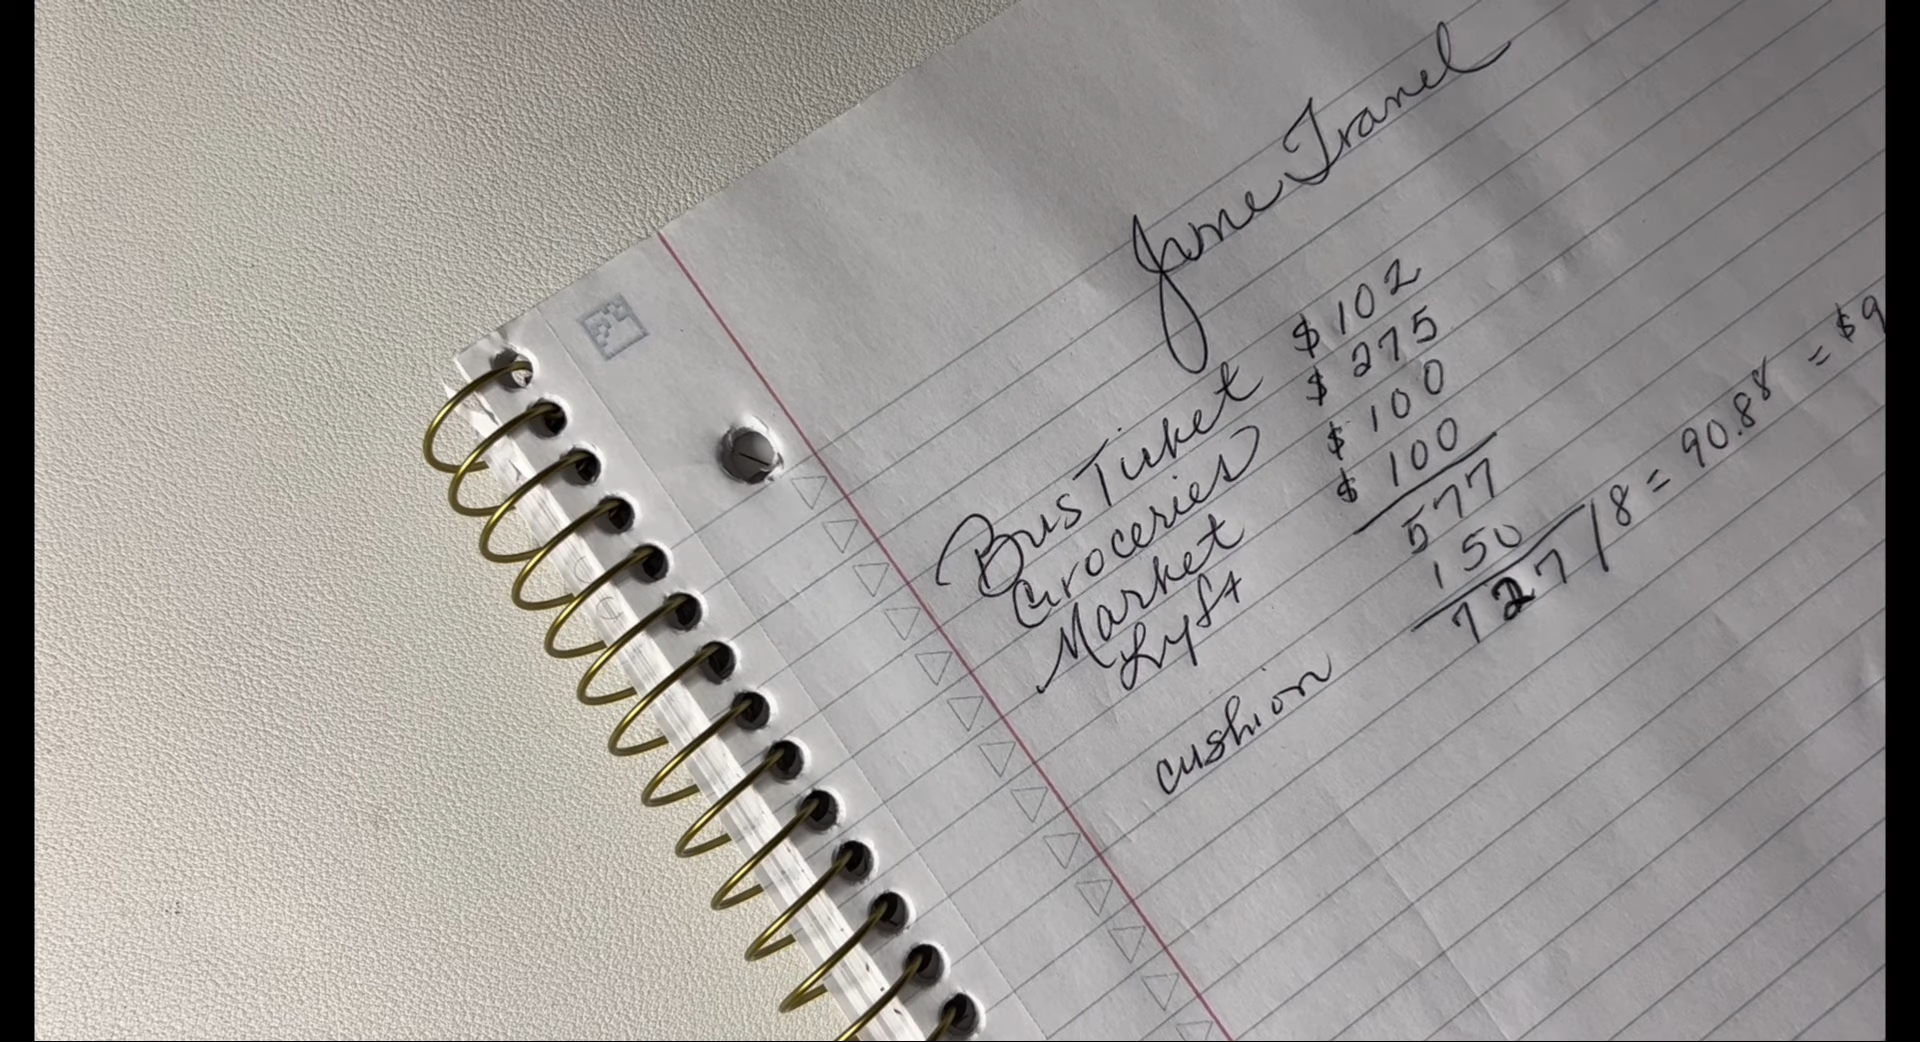 June Travel
Bus Ticket $102
Groceries $275
Market $100
Lyft $100
577
cushion 150
727/8 = 90.88 = $9